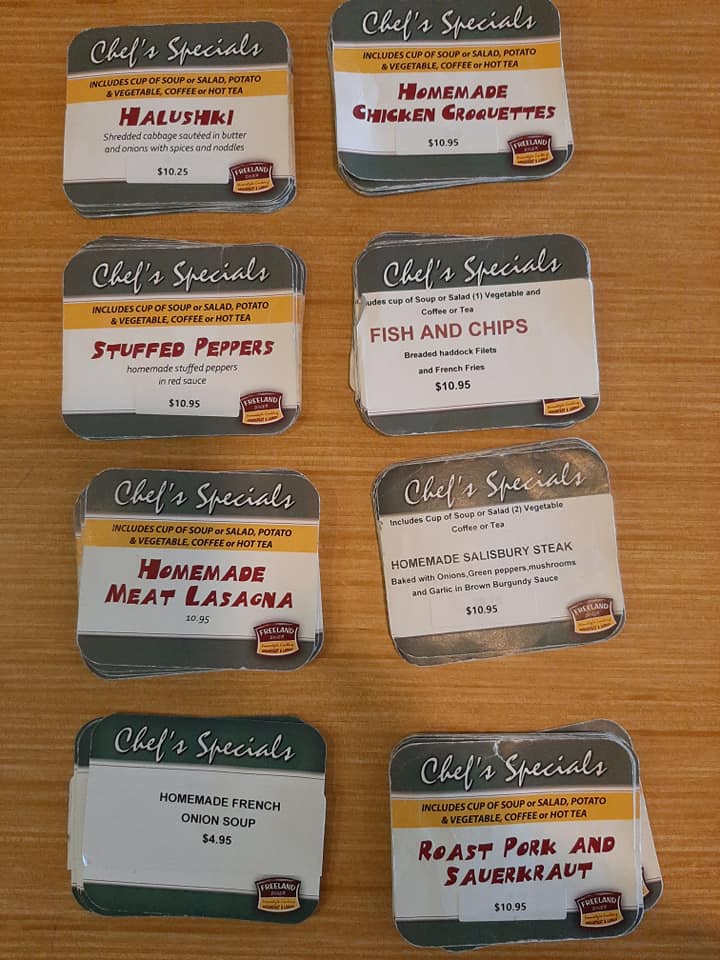 Chef's Specials
INCLUDES CUP OF SOUP or SALAD, POTATO
& VEGETABLE, COFFEE or HOT TEA
HALUSHKI
Shredded cabbage sautéed in butter
and onions with spices and noodles
$10.25
FREELAND
DINER
Chef's Specials
INCLUDES CUP OF SOUP or SALAD, POTATO
& VEGETABLE, COFFEE or HOT TEA
HOMEMADE
CHICKEN CROQUETTES
$10.95
FREELAND
DINER
Chef's Specials
INCLUDES CUP OF SOUP or SALAD, POTATO
& VEGETABLE, COFFEE or HOT TEA
STUFFED PEPPERS
homemade stuffed peppers
in red sauce
$10.95
FREELAND
DINER
Chef's Specials
cup of Soup or Salad (1) Vegetable and
Coffee or Tea
FISH AND CHIPS
Breaded haddock Filets
and French Fries
$10.95
Chef's Specials
INCLUDES CUP OF SOUP or SALAD, POTATO
& VEGETABLE, COFFEE or HOT TEA
HOMEMADE
MEAT LASAGNA
10.95
FREELAND
DINER
Chef's Specials
Includes Cup of Soup or Salad (2) Vegetable
Coffee or Tea
HOMEMADE SALISBURY STEAK
Baked with Onions,Green peppers,mushrooms
and Garlic in Brown Burgundy Sauce
$10.95
FREELAND
DINER
Chef's Specials
HOMEMADE FRENCH
ONION SOUP
$4.95
FREELAND
DINER
Chef's Specials
INCLUDES CUP OF SOUP or SALAD, POTATO
& VEGETABLE, COFFEE or HOT TEA
ROAST PORK AND
SAUERKRAUT
$10.95
FREELAND
DINER